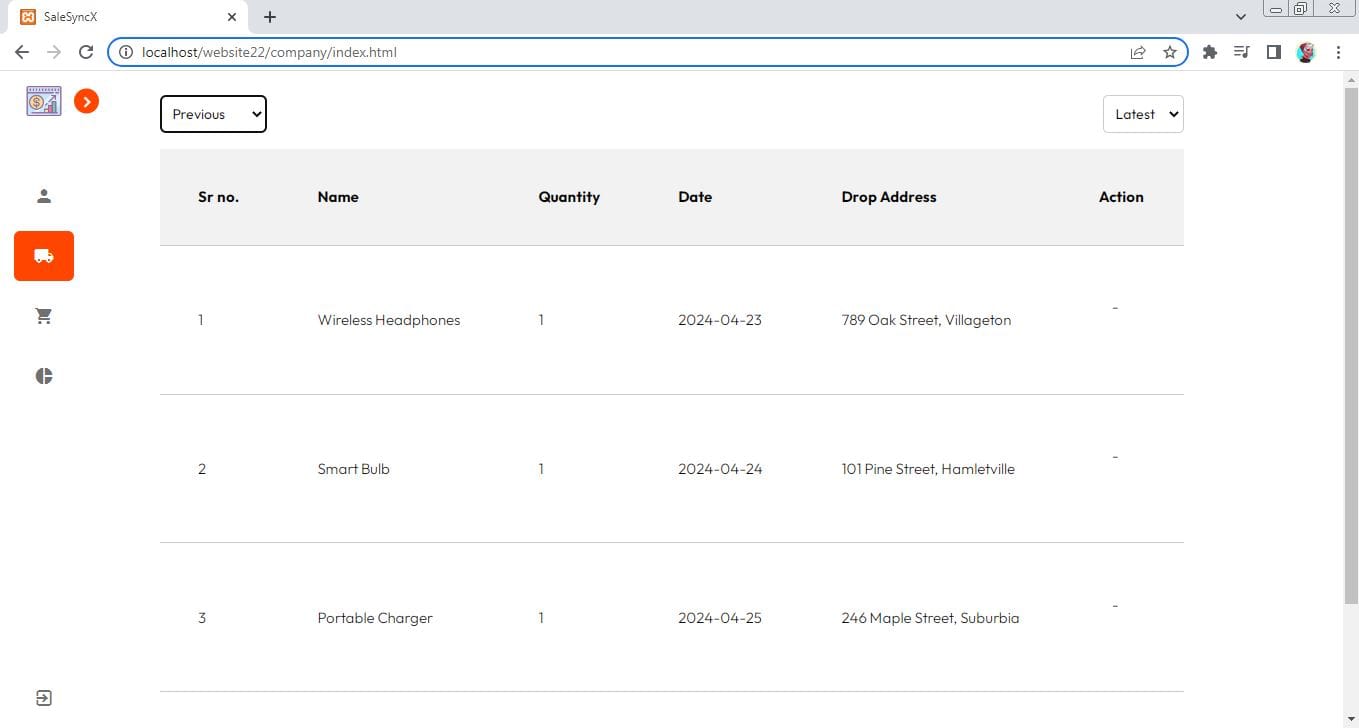 SaleSyncX
localhost/website22/company/index.html
Previous
Latest
Sr no. Name Quantity Date Drop Address Action
1 Wireless Headphones 1 2024-04-23 789 Oak Street, Villageton -
2 Smart Bulb 1 2024-04-24 101 Pine Street, Hamletville -
3 Portable Charger 1 2024-04-25 246 Maple Street, Suburbia -